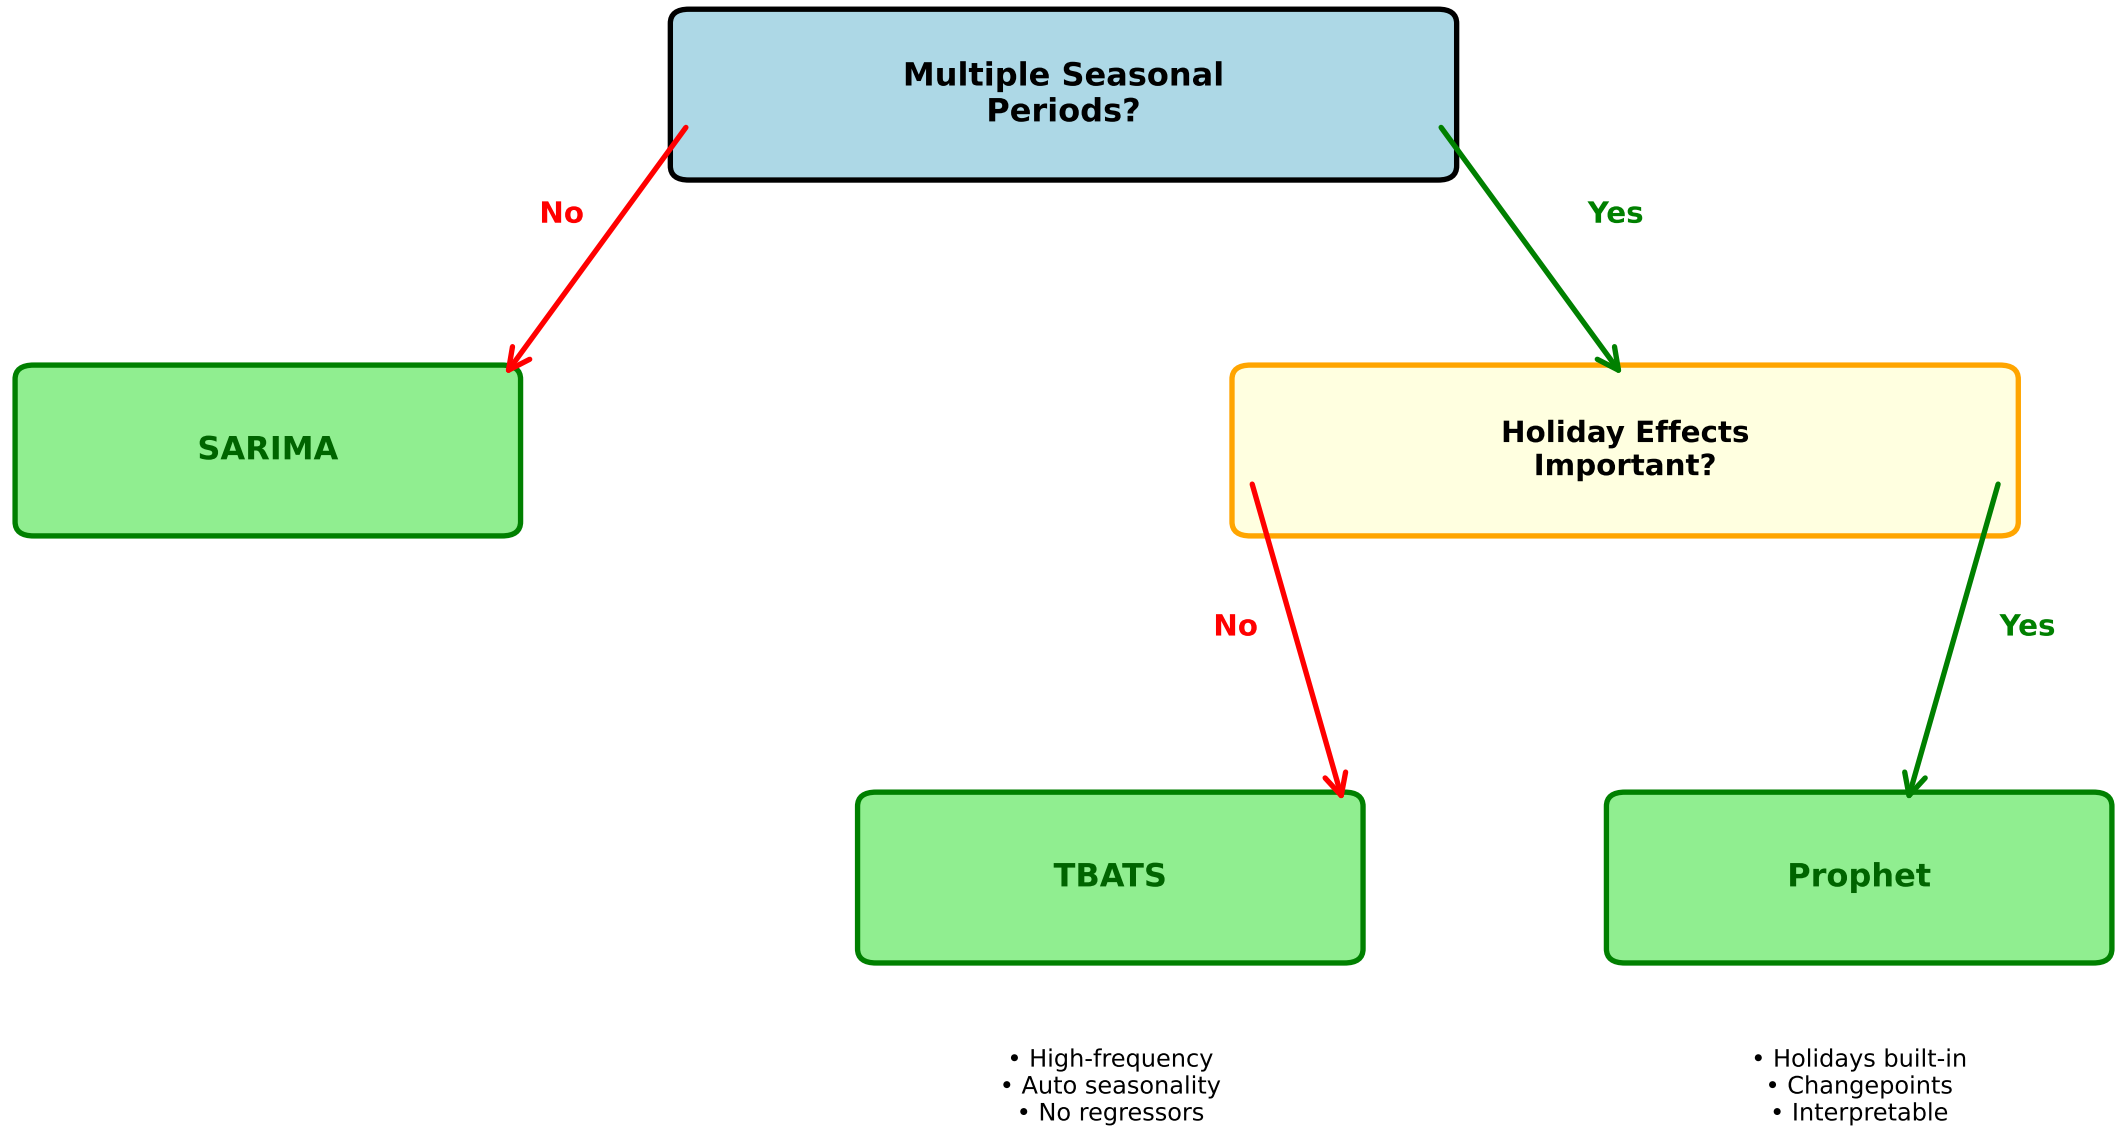 Multiple Seasonal
Periods?
No
Yes
SARIMA
Holiday Effects
Important?
No
Yes
TBATS
Prophet
• High-frequency
• Auto seasonality
• No regressors
• Holidays built-in
• Changepoints
• Interpretable